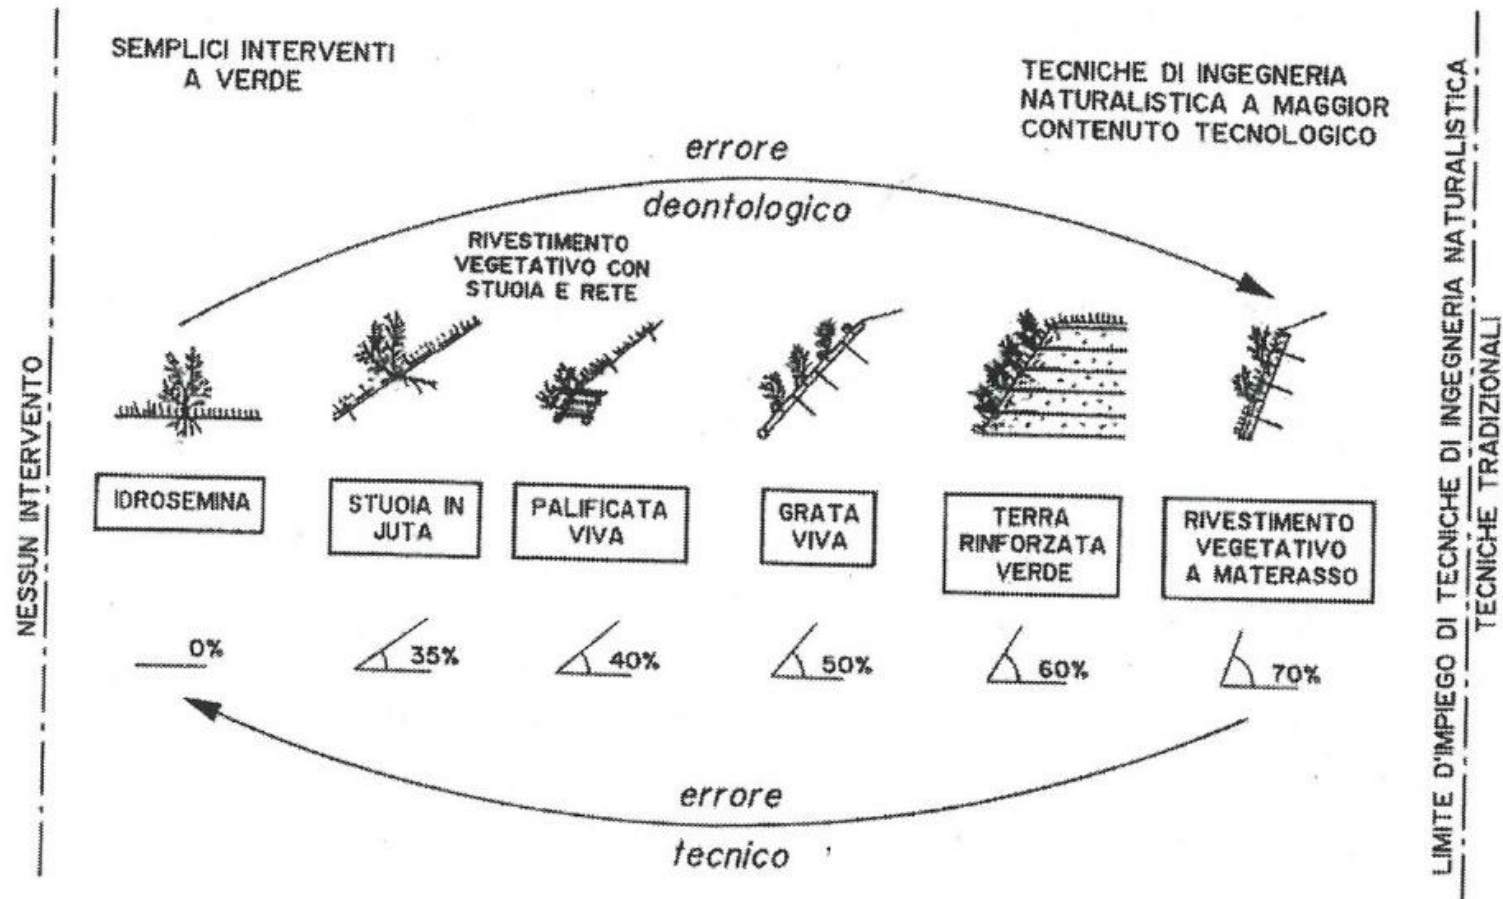 SEMPLICI INTERVENTI
A VERDE
TECNICHE DI INGEGNERIA
NATURALISTICA A MAGGIOR
CONTENUTO TECNOLOGICO
errore
deontologico
RIVESTIMENTO
VEGETATIVO CON
STUOIA E RETE
NESSUN INTERVENTO
IDROSEMINA
STUOIA IN
JUTA
PALIFICATA
VIVA
GRATA
VIVA
TERRA
RINFORZATA
VERDE
RIVESTIMENTO
VEGETATIVO
A MATERASSO
0%
35%
40%
50%
60%
70%
errore
tecnico
LIMITE D'IMPIEGO DI TECNICHE DI INGEGNERIA NATURALISTICA
TECNICHE TRADIZIONALI